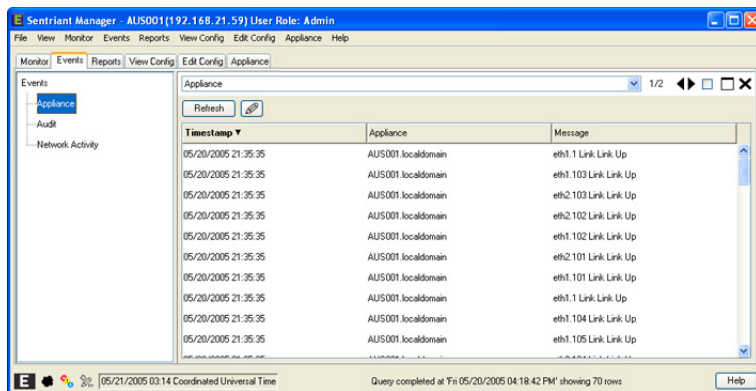 Sentriant Manager - AUS001(192.168.21.59) User Role: Admin
File View Monitor Events Reports View Config Edit Config Appliance Help
Monitor Events Reports View Config Edit Config Appliance
Events
Appliance
Audit
Network Activity
Appliance 1/2
Refresh
Timestamp ▼ Appliance Message
05/20/2005 21:35:35 AUS001.localdomain eth1.1 Link Link Up
05/20/2005 21:35:35 AUS001.localdomain eth1.103 Link Link Up
05/20/2005 21:35:35 AUS001.localdomain eth2.103 Link Link Up
05/20/2005 21:35:35 AUS001.localdomain eth2.102 Link Link Up
05/20/2005 21:35:35 AUS001.localdomain eth1.102 Link Link Up
05/20/2005 21:35:35 AUS001.localdomain eth2.101 Link Link Up
05/20/2005 21:35:35 AUS001.localdomain eth1.101 Link Link Up
05/20/2005 21:35:35 AUS001.localdomain eth1.1 Link Link Up
05/20/2005 21:35:35 AUS001.localdomain eth1.104 Link Link Up
05/20/2005 21:35:35 AUS001.localdomain eth1.105 Link Link Up
E 05/21/2005 03:14 Coordinated Universal Time Query completed at 'Fri 05/20/2005 04:18:42 PM' showing 70 rows Help